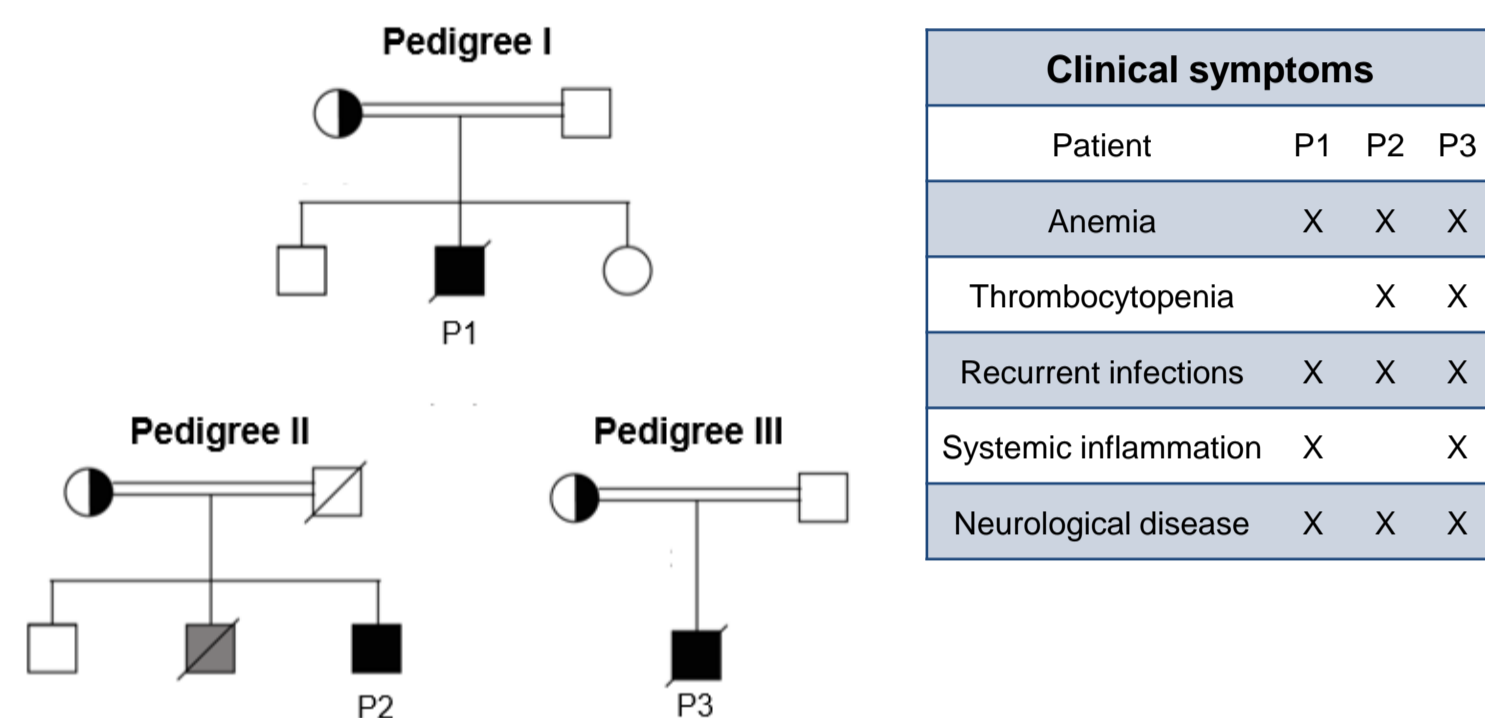 Pedigree I
P1
Pedigree II
P2
Pedigree III
P3
Clinical symptoms
Patient P1 P2 P3
Anemia X X X
Thrombocytopenia X X
Recurrent infections X X X
Systemic inflammation X X
Neurological disease X X X